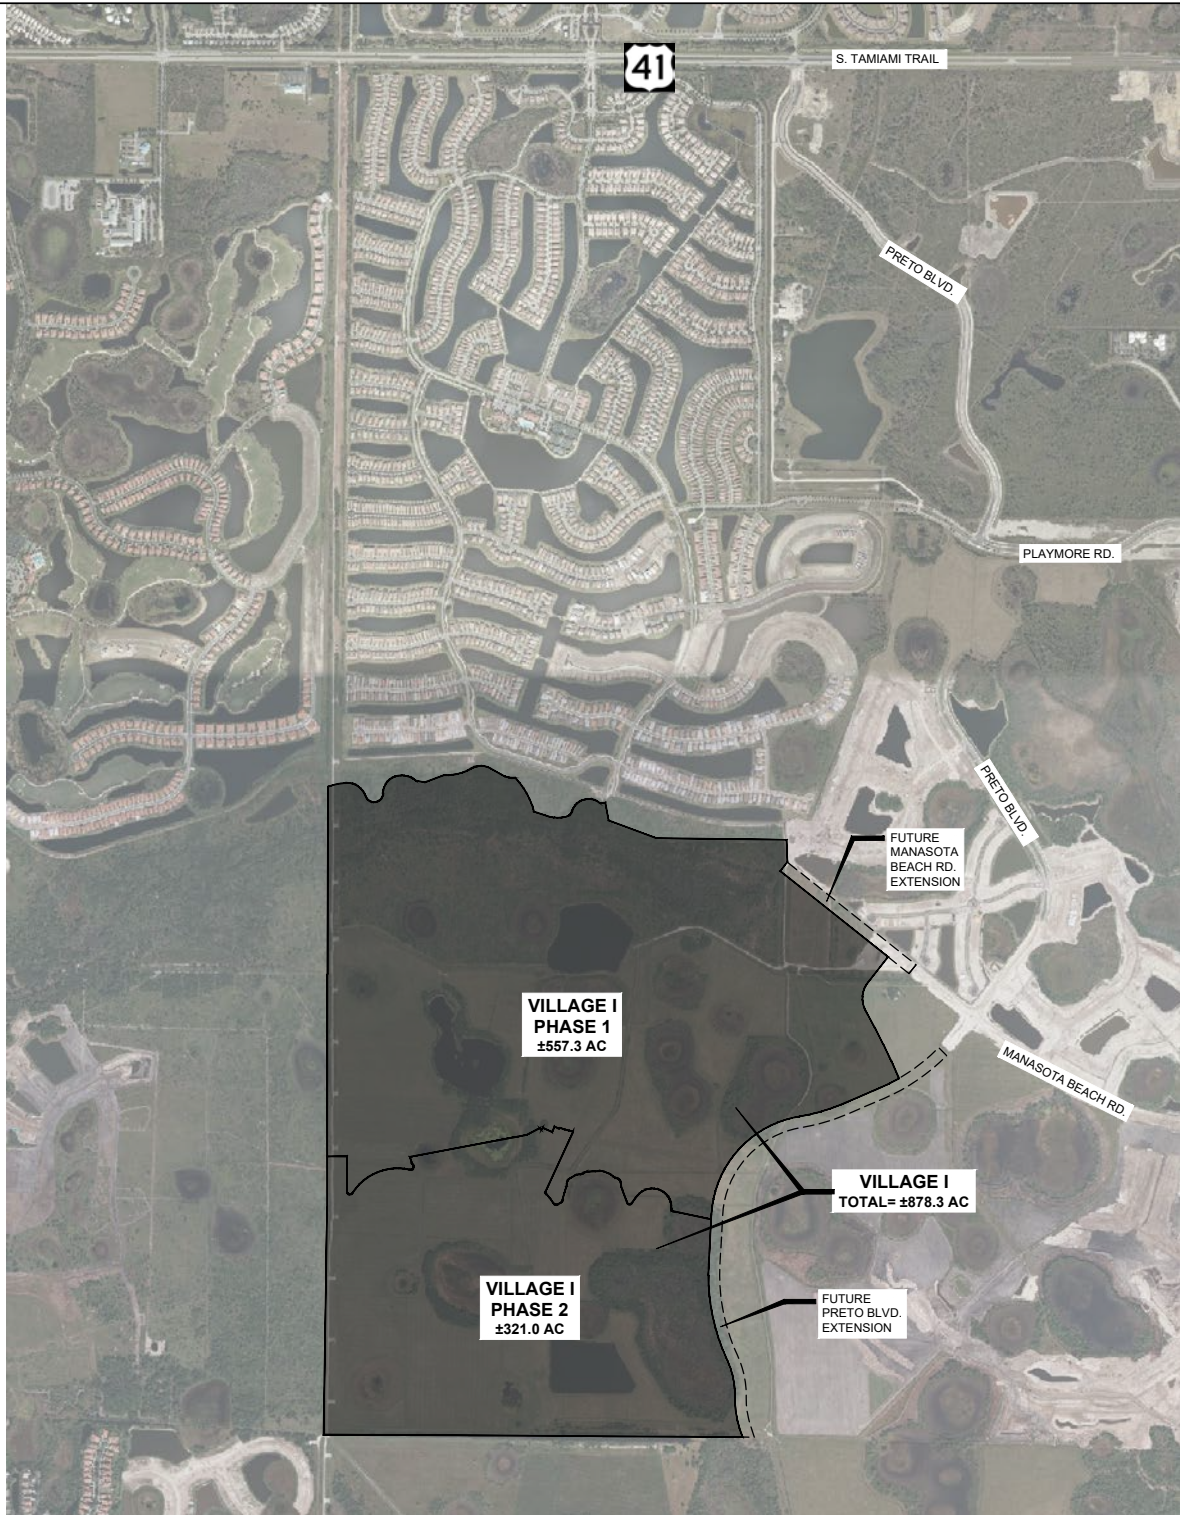 41
S. TAMIAMI TRAIL
PRETO BLVD.
PLAYMORE RD.
PRETO BLVD.
FUTURE
MANASOTA
BEACH RD.
EXTENSION
VILLAGE I
PHASE 1
±557.3 AC
MANASOTA BEACH RD.
VILLAGE I
TOTAL= ±878.3 AC
VILLAGE I
PHASE 2
±321.0 AC
FUTURE
PRETO BLVD.
EXTENSION